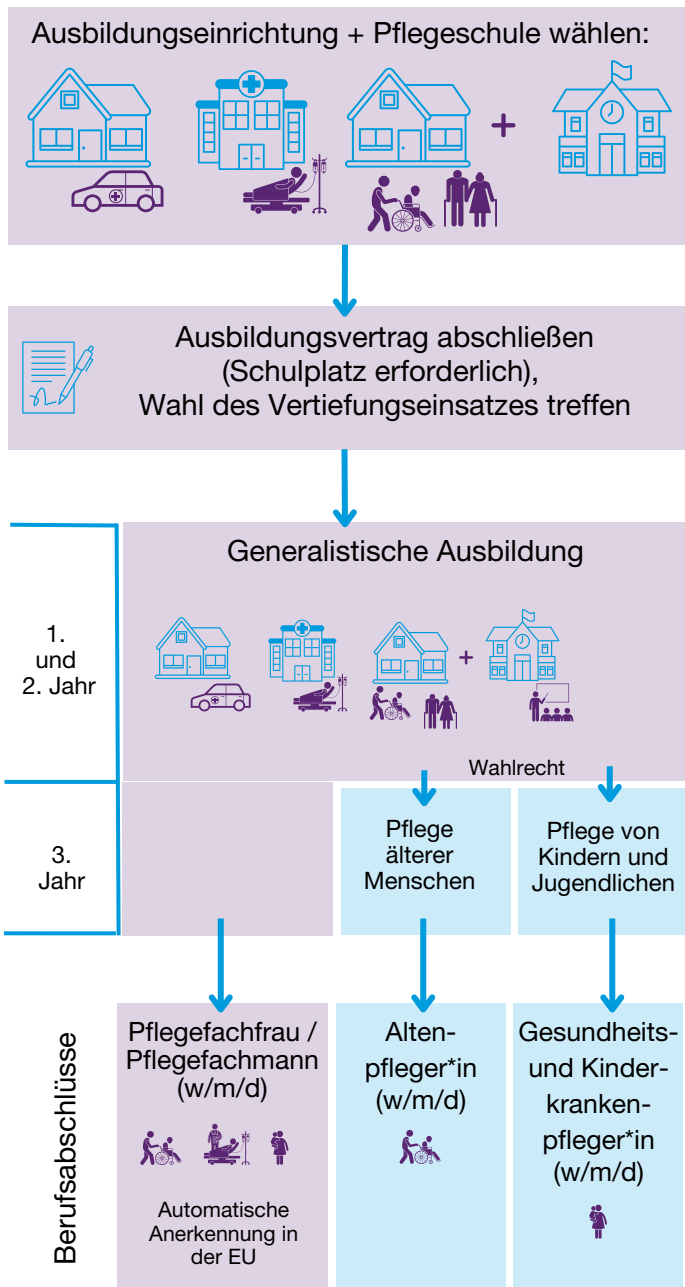 Ausbildungseinrichtung + Pflegeschule wählen:
+
Ausbildungsvertrag abschließen
(Schulplatz erforderlich),
Wahl des Vertiefungseinsatzes treffen
Generalistische Ausbildung
1.
und
2. Jahr
+
Wahlrecht
3.
Jahr
Pflege
älterer
Menschen
Pflege von
Kindern und
Jugendlichen
Berufsabschlüsse
Pflegefachfrau /
Pflegefachmann
(w/m/d)
Automatische
Anerkennung in
der EU
Alten-
pfleger*in
(w/m/d)
Gesundheits-
und Kinder-
kranken-
pfleger*in
(w/m/d)